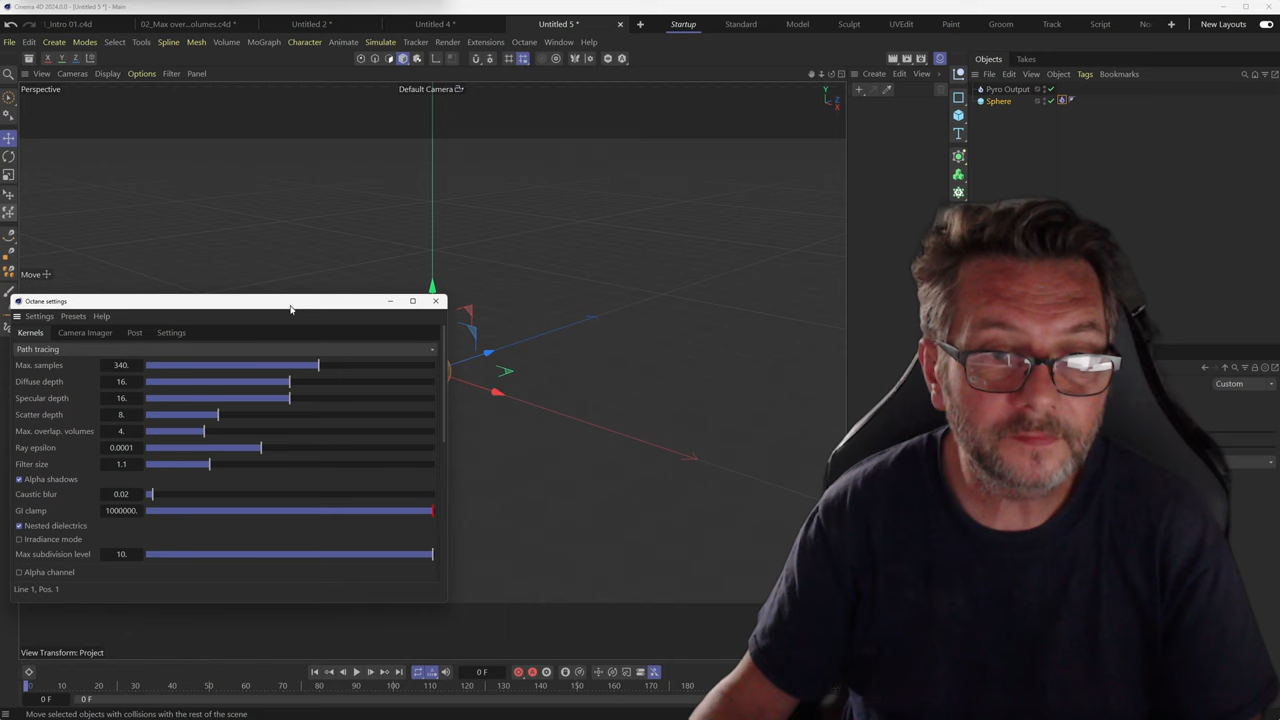 Cinema 4D 2024.0.0 - [Untitled 5 *] - Main
!_Intro 01.c4d
02_Max over...olumes.c4d *
Untitled 2 *
Untitled 4 *
Untitled 5 *
Startup
Standard
Model
Sculpt
UVEdit
Paint
Groom
Track
Script
No
New Layouts
File Edit Create Modes Select Tools Spline Mesh Volume MoGraph Character Animate Simulate Tracker Render Extensions Octane Window Help
Objects Takes
View Cameras Display Options Filter Panel
Create Edit View
File Edit View Object Tags Bookmarks
Perspective
Default Camera
Y
Z
X
Pyro Output
Sphere
Move
Octane settings
Settings Presets Help
Kernels Camera Imager Post Settings
Path tracing
Max. samples 340.
Diffuse depth 16.
Specular depth 16.
Scatter depth 8.
Max. overlap. volumes 4.
Ray epsilon 0.0001
Filter size 1.1
Alpha shadows
Caustic blur 0.02
GI clamp 1000000.
Nested dielectrics
Irradiance mode
Max subdivision level 10.
Alpha channel
Line 1, Pos. 1
Custom
View Transform: Project
0 F
0 10 20 30 40 50 60 70 80 90 100 110 120 130 140 150 160 170 180
0 F 0 F
Move selected objects with collisions with the rest of the scene